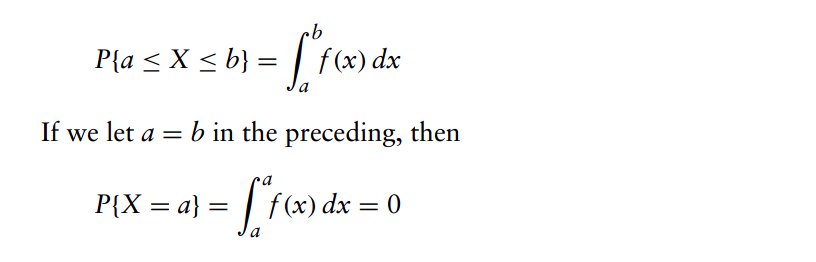 P{a ≤ X ≤ b} = ∫_a^b f(x) dx
If we let a = b in the preceding, then
P{X = a} = ∫_a^a f(x) dx = 0